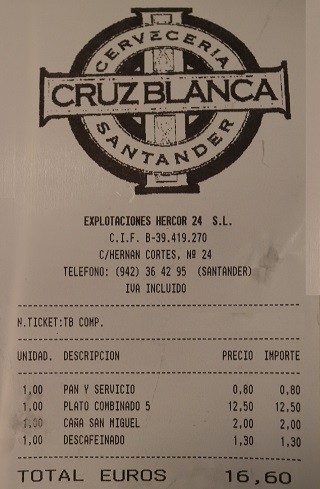 CERVECERIA
CRUZ BLANCA
SANTANDER
EXPLOTACIONES HERCOR 24 S.L.
C.I.F. B-39.419.270
C/HERNAN CORTES, Nº 24
TELEFONO: (942) 36 42 95 (SANTANDER)
IVA INCLUIDO
N.TICKET:TB COMP.
UNIDAD. DESCRIPCION PRECIO IMPORTE
1,00 PAN Y SERVICIO 0,80 0,80
1,00 PLATO COMBINADO 5 12,50 12,50
1,00 CAÑA SAN MIGUEL 2,00 2,00
1,00 DESCAFEINADO 1,30 1,30
TOTAL EUROS 16,60